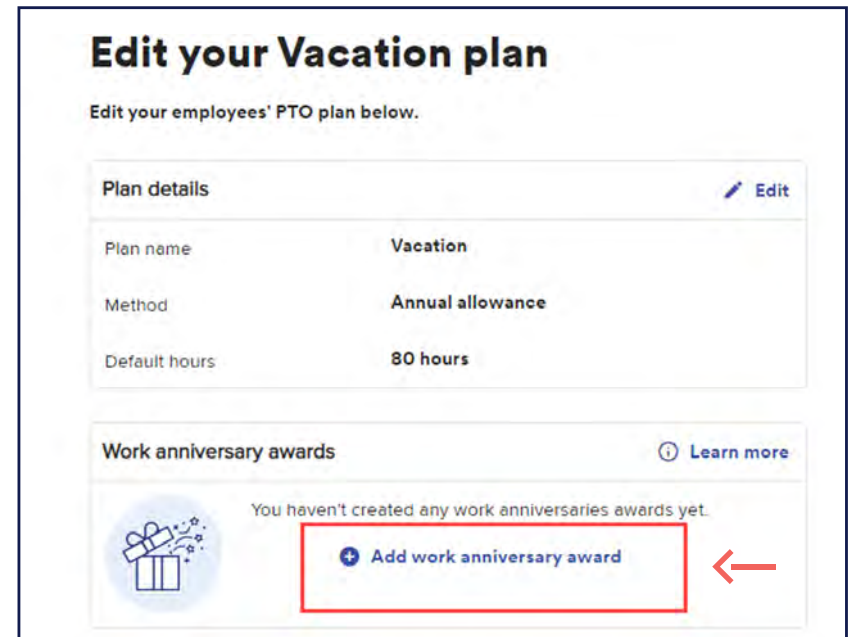 Edit your Vacation plan
Edit your employees' PTO plan below.
Plan details
Edit
Plan name Vacation
Method Annual allowance
Default hours 80 hours
Work anniversary awards
Learn more
You haven't created any work anniversaries awards yet.
Add work anniversary award